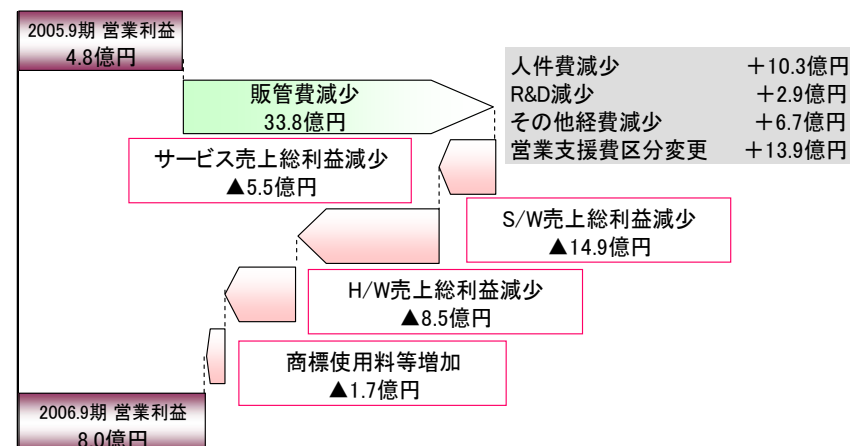 2005.9期 営業利益
4.8億円
販管費減少
33.8億円
人件費減少 ＋10.3億円
R&D減少 ＋2.9億円
その他経費減少 ＋6.7億円
営業支援費区分変更 ＋13.9億円
サービス売上総利益減少
▲5.5億円
S/W売上総利益減少
▲14.9億円
H/W売上総利益減少
▲8.5億円
商標使用料等増加
▲1.7億円
2006.9期 営業利益
8.0億円